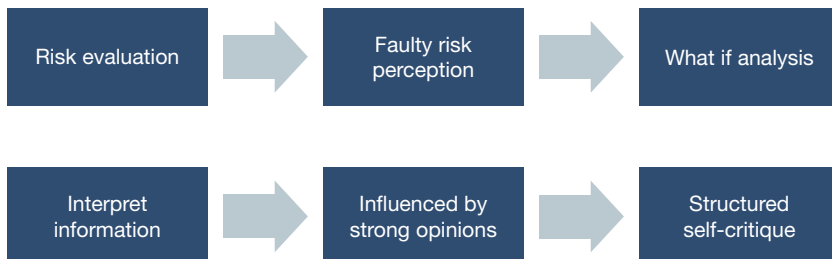 Risk evaluation
Faulty risk
perception
What if analysis
Interpret
information
Influenced by
strong opinions
Structured
self-critique